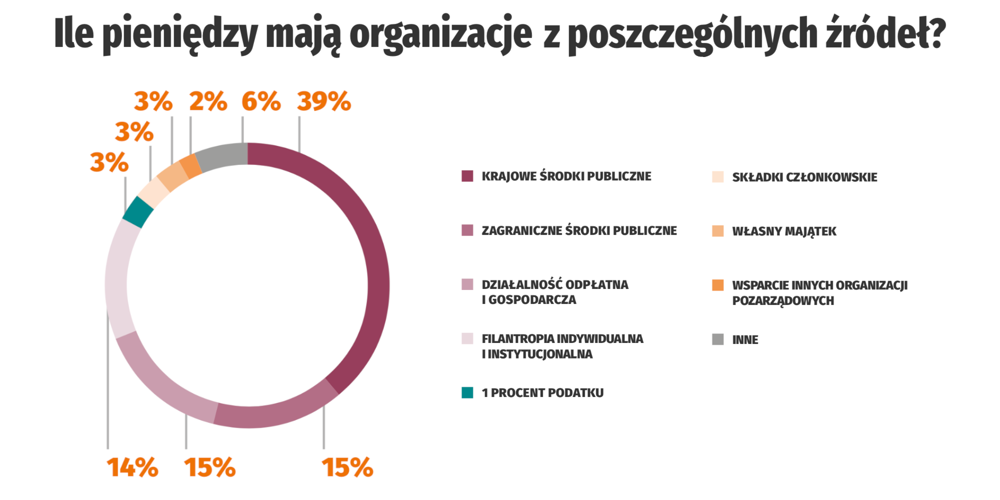 Ile pieniędzy mają organizacje z poszczególnych źródeł?
3% 2% 6% 39%
3%
3%
14% 15% 15%
KRAJOWE ŚRODKI PUBLICZNE
ZAGRANICZNE ŚRODKI PUBLICZNE
DZIAŁALNOŚĆ ODPŁATNA
I GOSPODARCZA
FILANTROPIA INDYWIDUALNA
I INSTYTUCJONALNA
1 PROCENT PODATKU
SKŁADKI CZŁONKOWSKIE
WŁASNY MAJĄTEK
WSPARCIE INNYCH ORGANIZACJI
POZARZĄDOWYCH
INNE